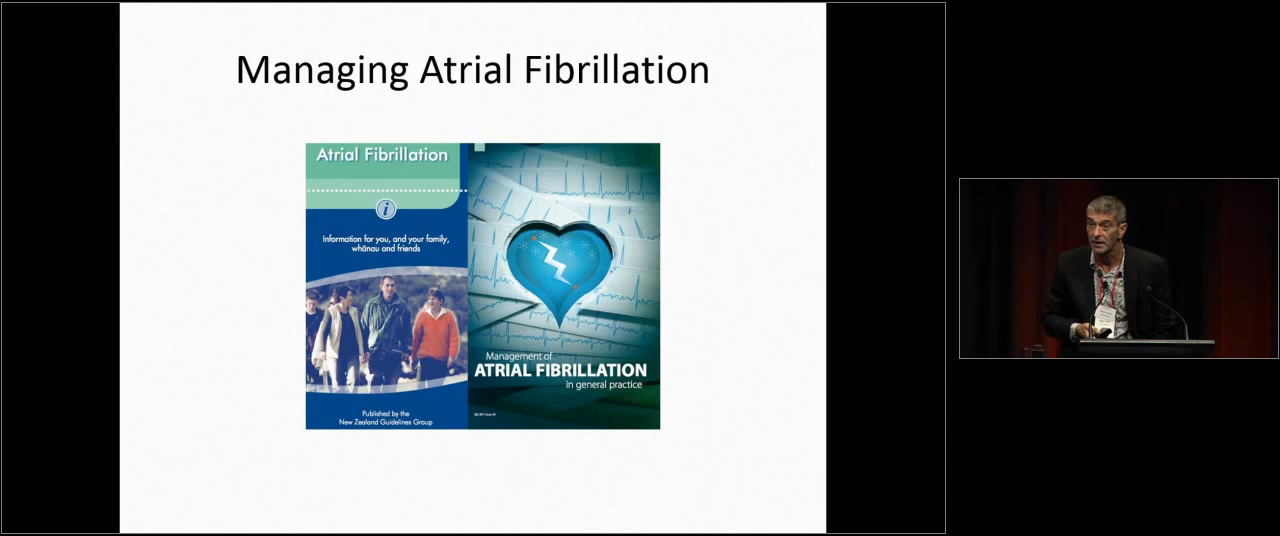 Managing Atrial Fibrillation
Atrial Fibrillation
i
Information for you, and your family,
whānau and friends
Published by the
New Zealand Guidelines Group
Management of
ATRIAL FIBRILLATION
in general practice